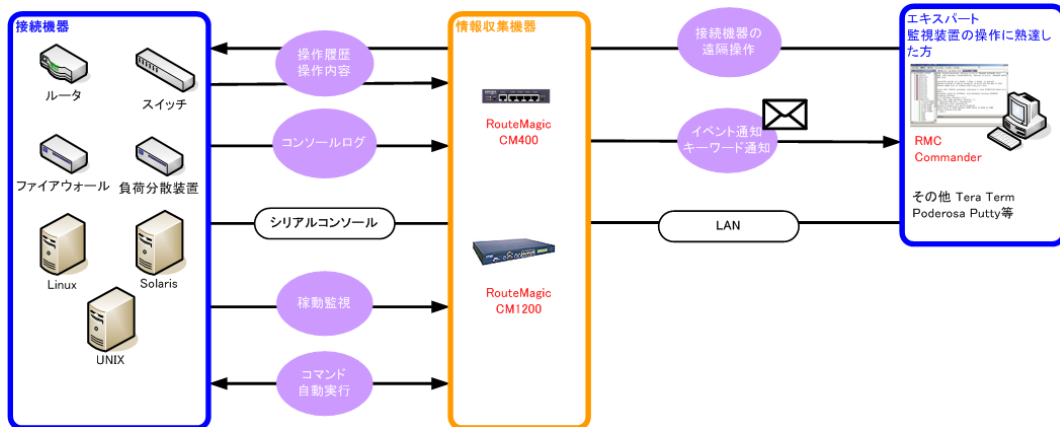 接続機器
ルータ
スイッチ
ファイアウォール
負荷分散装置
Linux
Solaris
UNIX
操作履歴
操作内容
コンソールログ
シリアルコンソール
稼動監視
コマンド
自動実行
情報収集機器
RouteMagic
CM400
RouteMagic
CM1200
接続機器の
遠隔操作
イベント通知
キーワード通知
LAN
エキスパート
監視装置の操作に熟達し
た方
RMC
Commander
その他 Tera Term
Poderosa Putty等